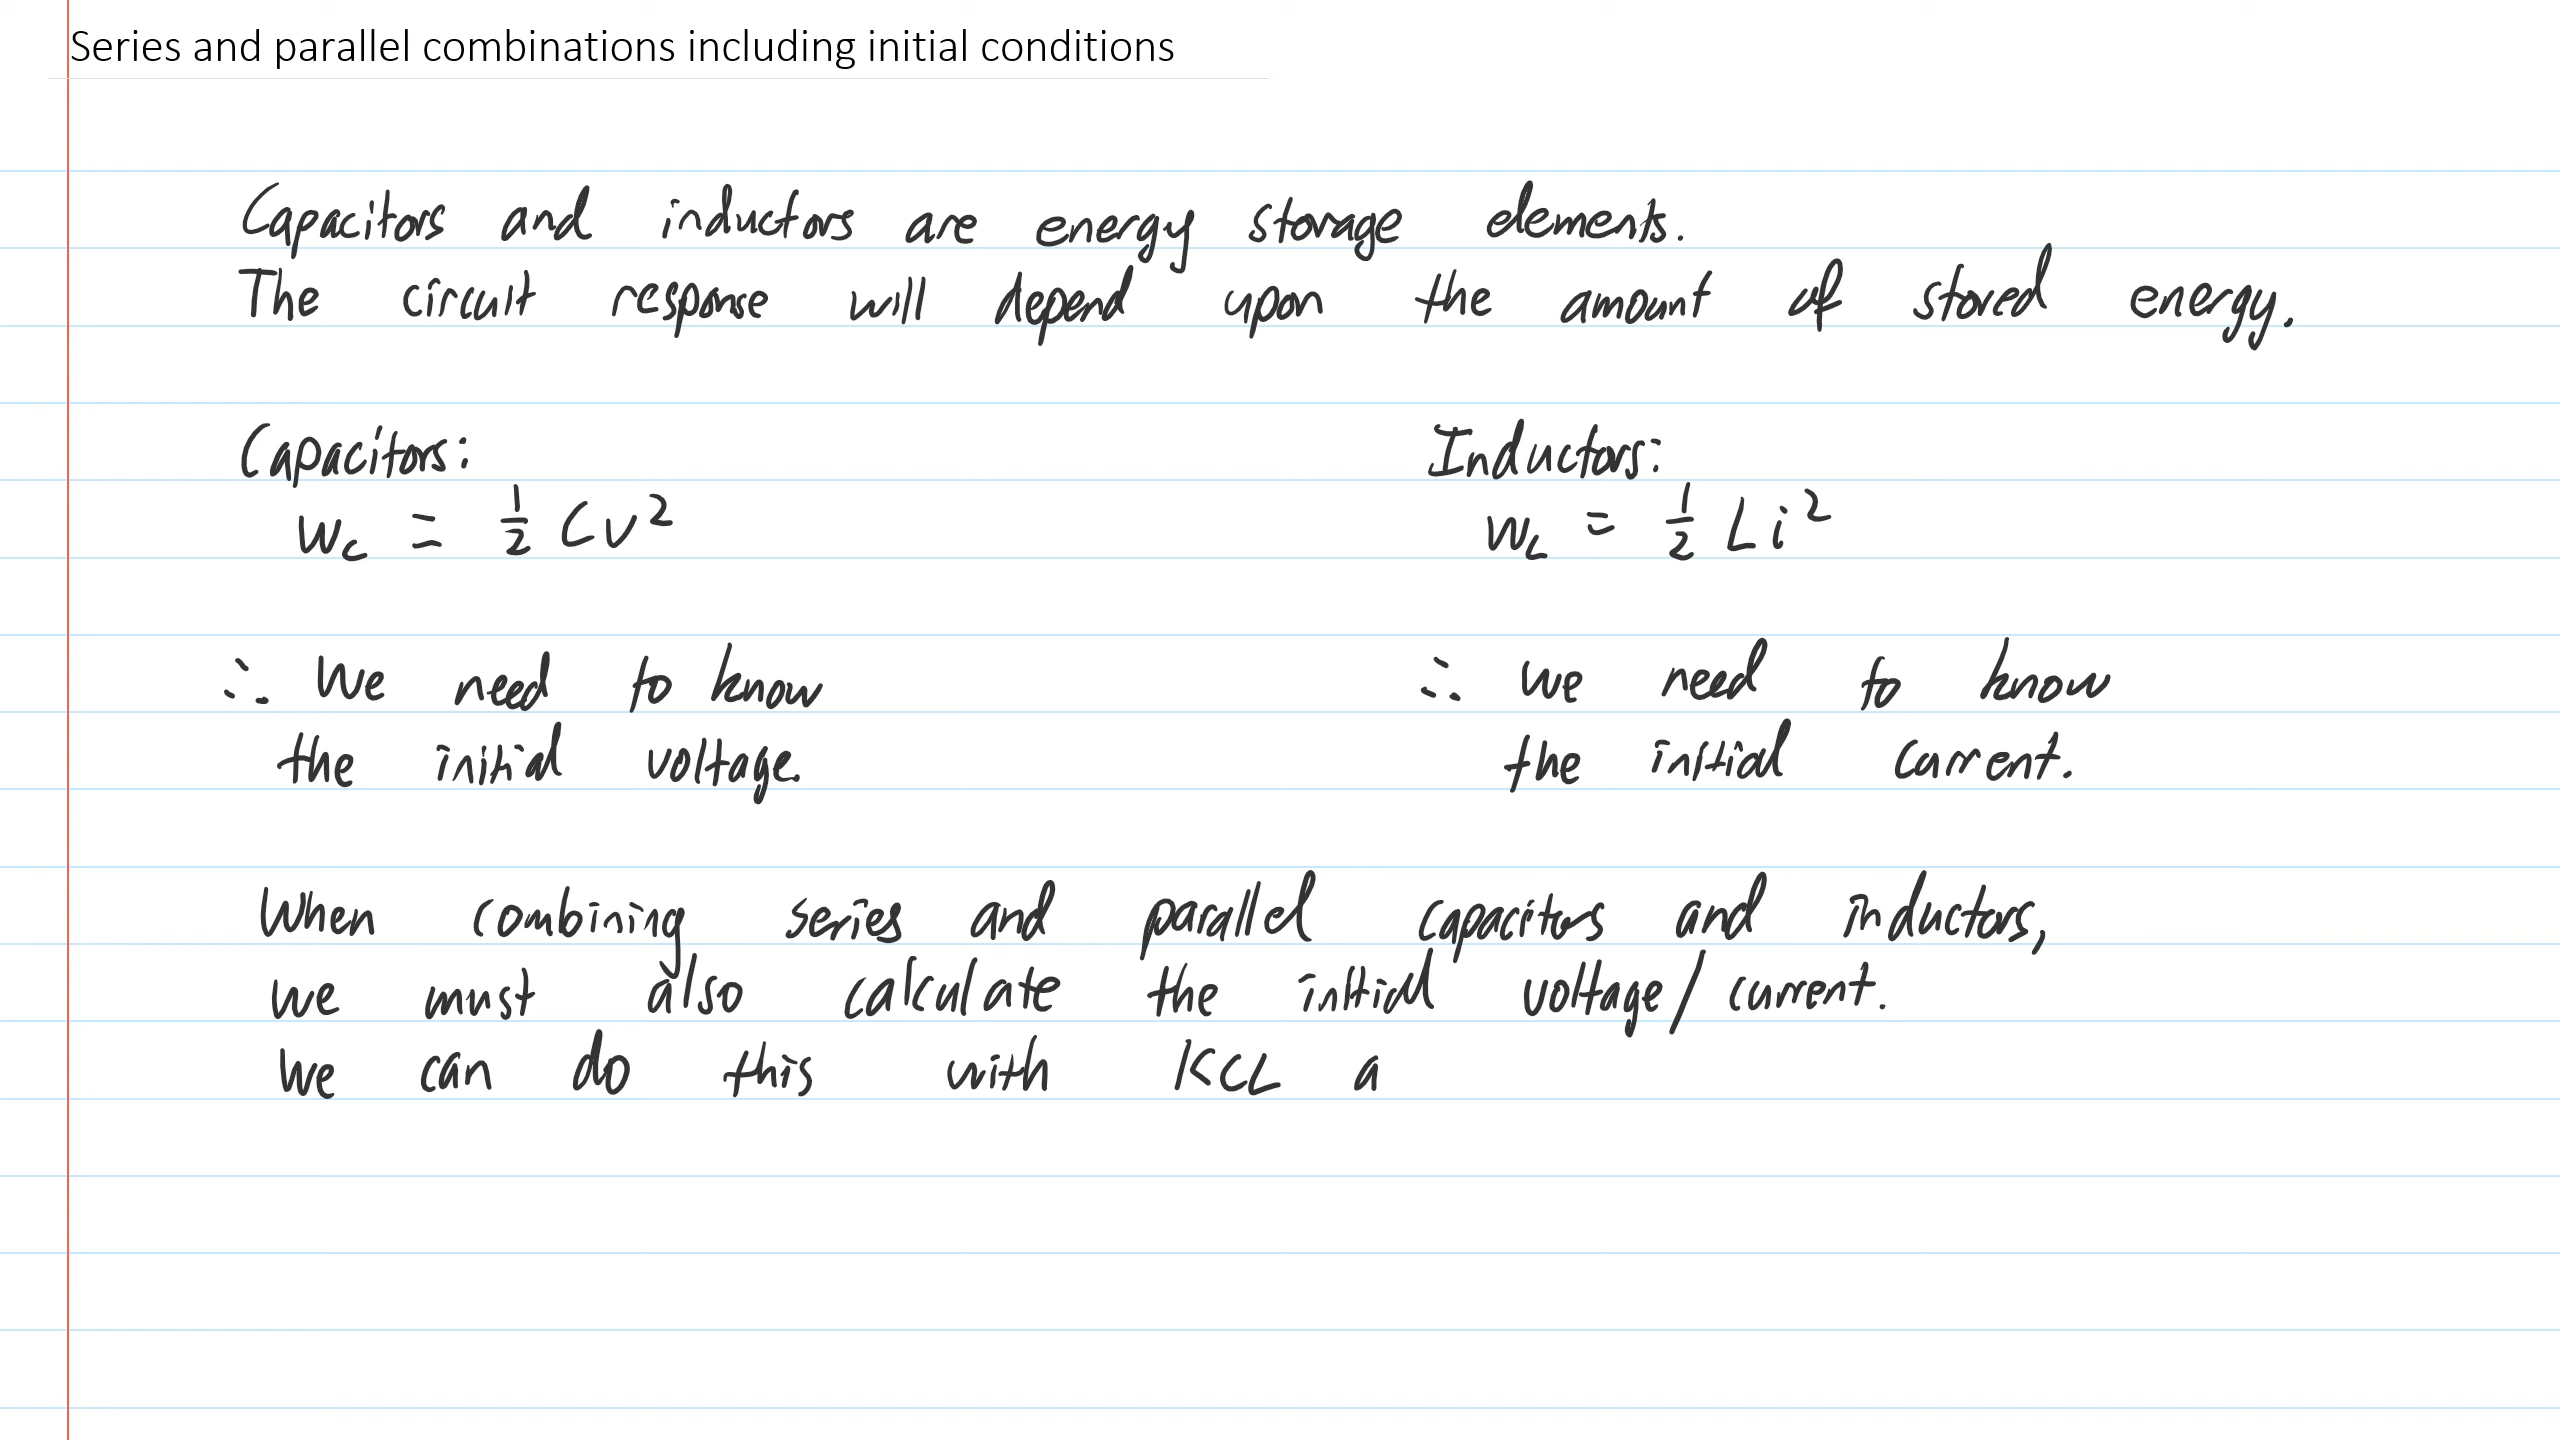 Series and parallel combinations including initial conditions
Capacitors and inductors are energy storage elements.
The circuit response will depend upon the amount of stored energy.
Capacitors:
w_c = 1/2 Cv²
∴ We need to know
the initial voltage.
Inductors:
w_L = 1/2 Li²
∴ we need to know
the initial current.
When combining series and parallel capacitors and inductors,
we must also calculate the initial voltage/current.
We can do this with KCL a